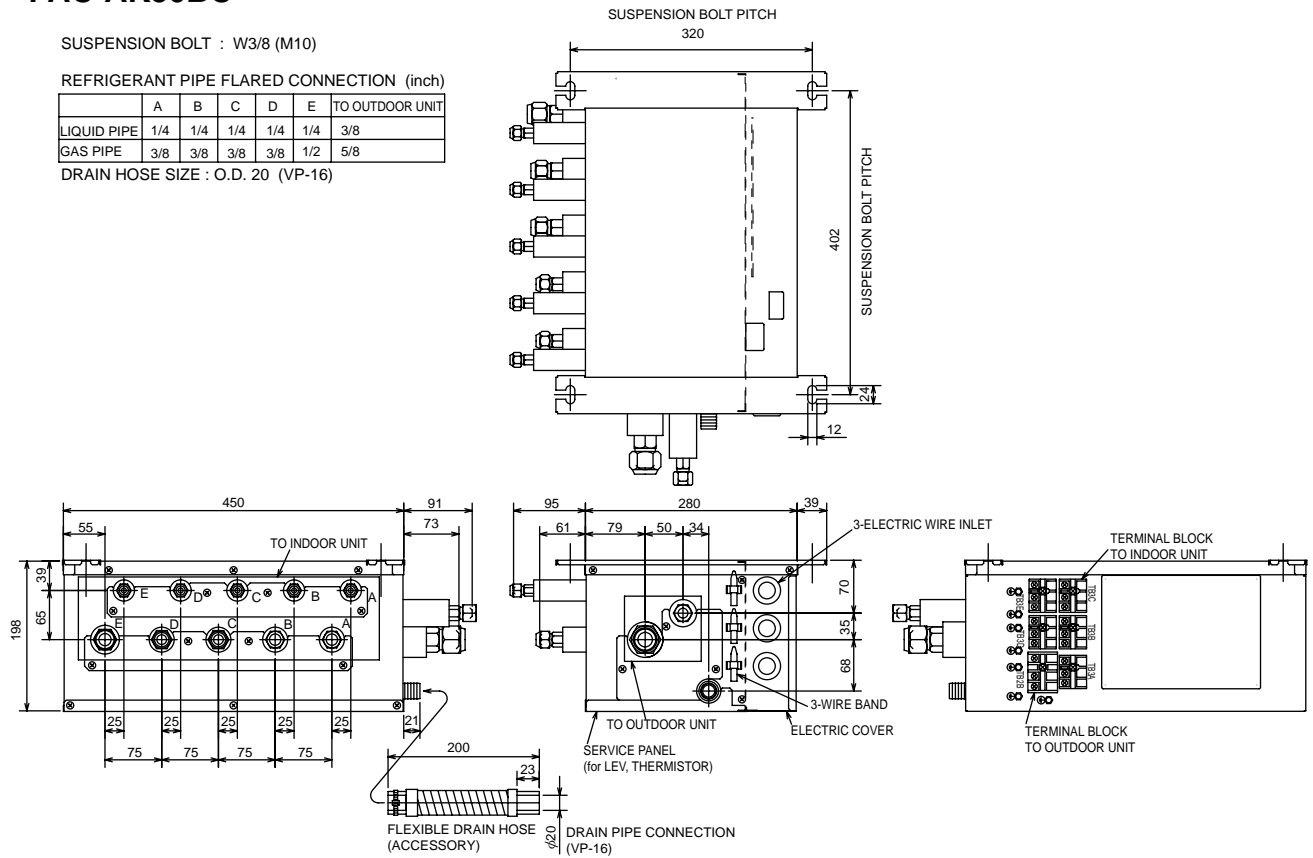 SUSPENSION BOLT : W3/8 (M10)
REFRIGERANT PIPE FLARED CONNECTION (inch)
A B C D E TO OUTDOOR UNIT
LIQUID PIPE 1/4 1/4 1/4 1/4 1/4 3/8
GAS PIPE 3/8 3/8 3/8 3/8 1/2 5/8
DRAIN HOSE SIZE : O.D. 20 (VP-16)
SUSPENSION BOLT PITCH
320
402
SUSPENSION BOLT PITCH
24
12
450
91
55
73
TO INDOOR UNIT
39
65
198
E D C B A
E D C B A
25 25 25 25 25 21
75 75 75 75
200
23
FLEXIBLE DRAIN HOSE
(ACCESSORY)
ϕ20
DRAIN PIPE CONNECTION
(VP-16)
95 280 39
61 79 50 34
3-ELECTRIC WIRE INLET
70
35
68
3-WIRE BAND
TO OUTDOOR UNIT
ELECTRIC COVER
SERVICE PANEL
(for LEV, THERMISTOR)
TERMINAL BLOCK
TO INDOOR UNIT
TB3C
TB3B
TB3A
TB2B
TERMINAL BLOCK
TO OUTDOOR UNIT